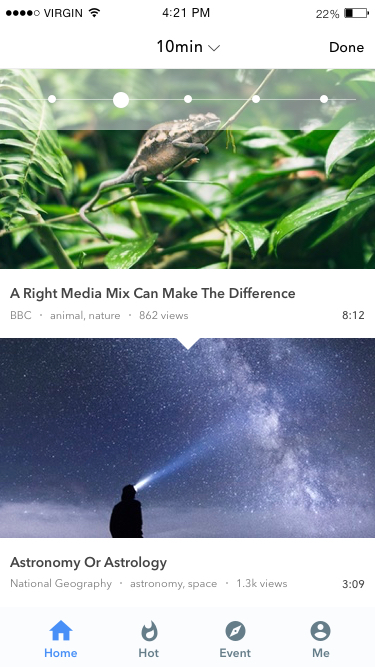 VIRGIN 4:21 PM 22%
10min Done
A Right Media Mix Can Make The Difference
BBC · animal, nature · 862 views 8:12
Astronomy Or Astrology
National Geography · astronomy, space · 1.3k views 3:09
Home Hot Event Me